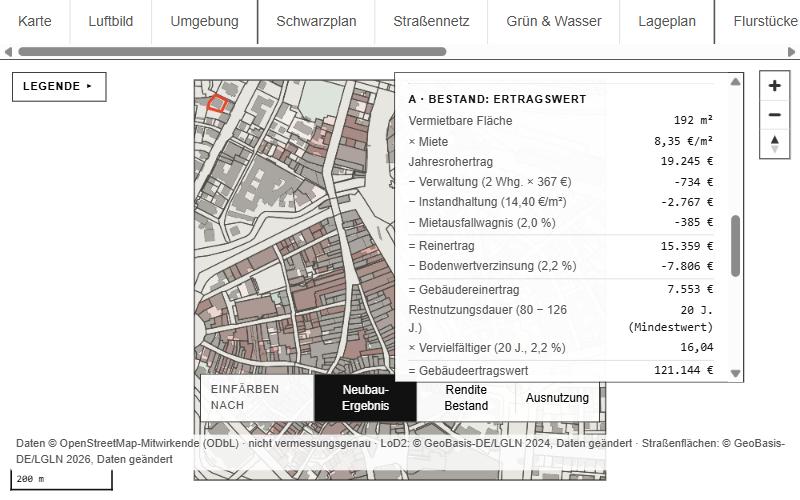 Karte Luftbild Umgebung Schwarzplan Straßennetz Grün & Wasser Lageplan Flurstücke
LEGENDE ▸
A · BESTAND: ERTRAGSWERT
Vermietbare Fläche 192 m²
× Miete 8,35 €/m²
Jahresrohertrag 19.245 €
− Verwaltung (2 Whg. × 367 €) -734 €
− Instandhaltung (14,40 €/m²) -2.767 €
− Mietausfallwagnis (2,0 %) -385 €
= Reinertrag 15.359 €
− Bodenwertverzinsung (2,2 %) -7.806 €
= Gebäudereinertrag 7.553 €
Restnutzungsdauer (80 − 126 20 J.
J.) (Mindestwert)
× Vervielfältiger (20 J., 2,2 %) 16,04
= Gebäudeertragswert 121.144 €
EINFÄRBEN Neubau- Rendite Ausnutzung
NACH Ergebnis Bestand
Daten © OpenStreetMap-Mitwirkende (ODbL) · nicht vermessungsgenau · LoD2: © GeoBasis-DE/LGLN 2024, Daten geändert · Straßenflächen: © GeoBasis-
DE/LGLN 2026, Daten geändert
200 m